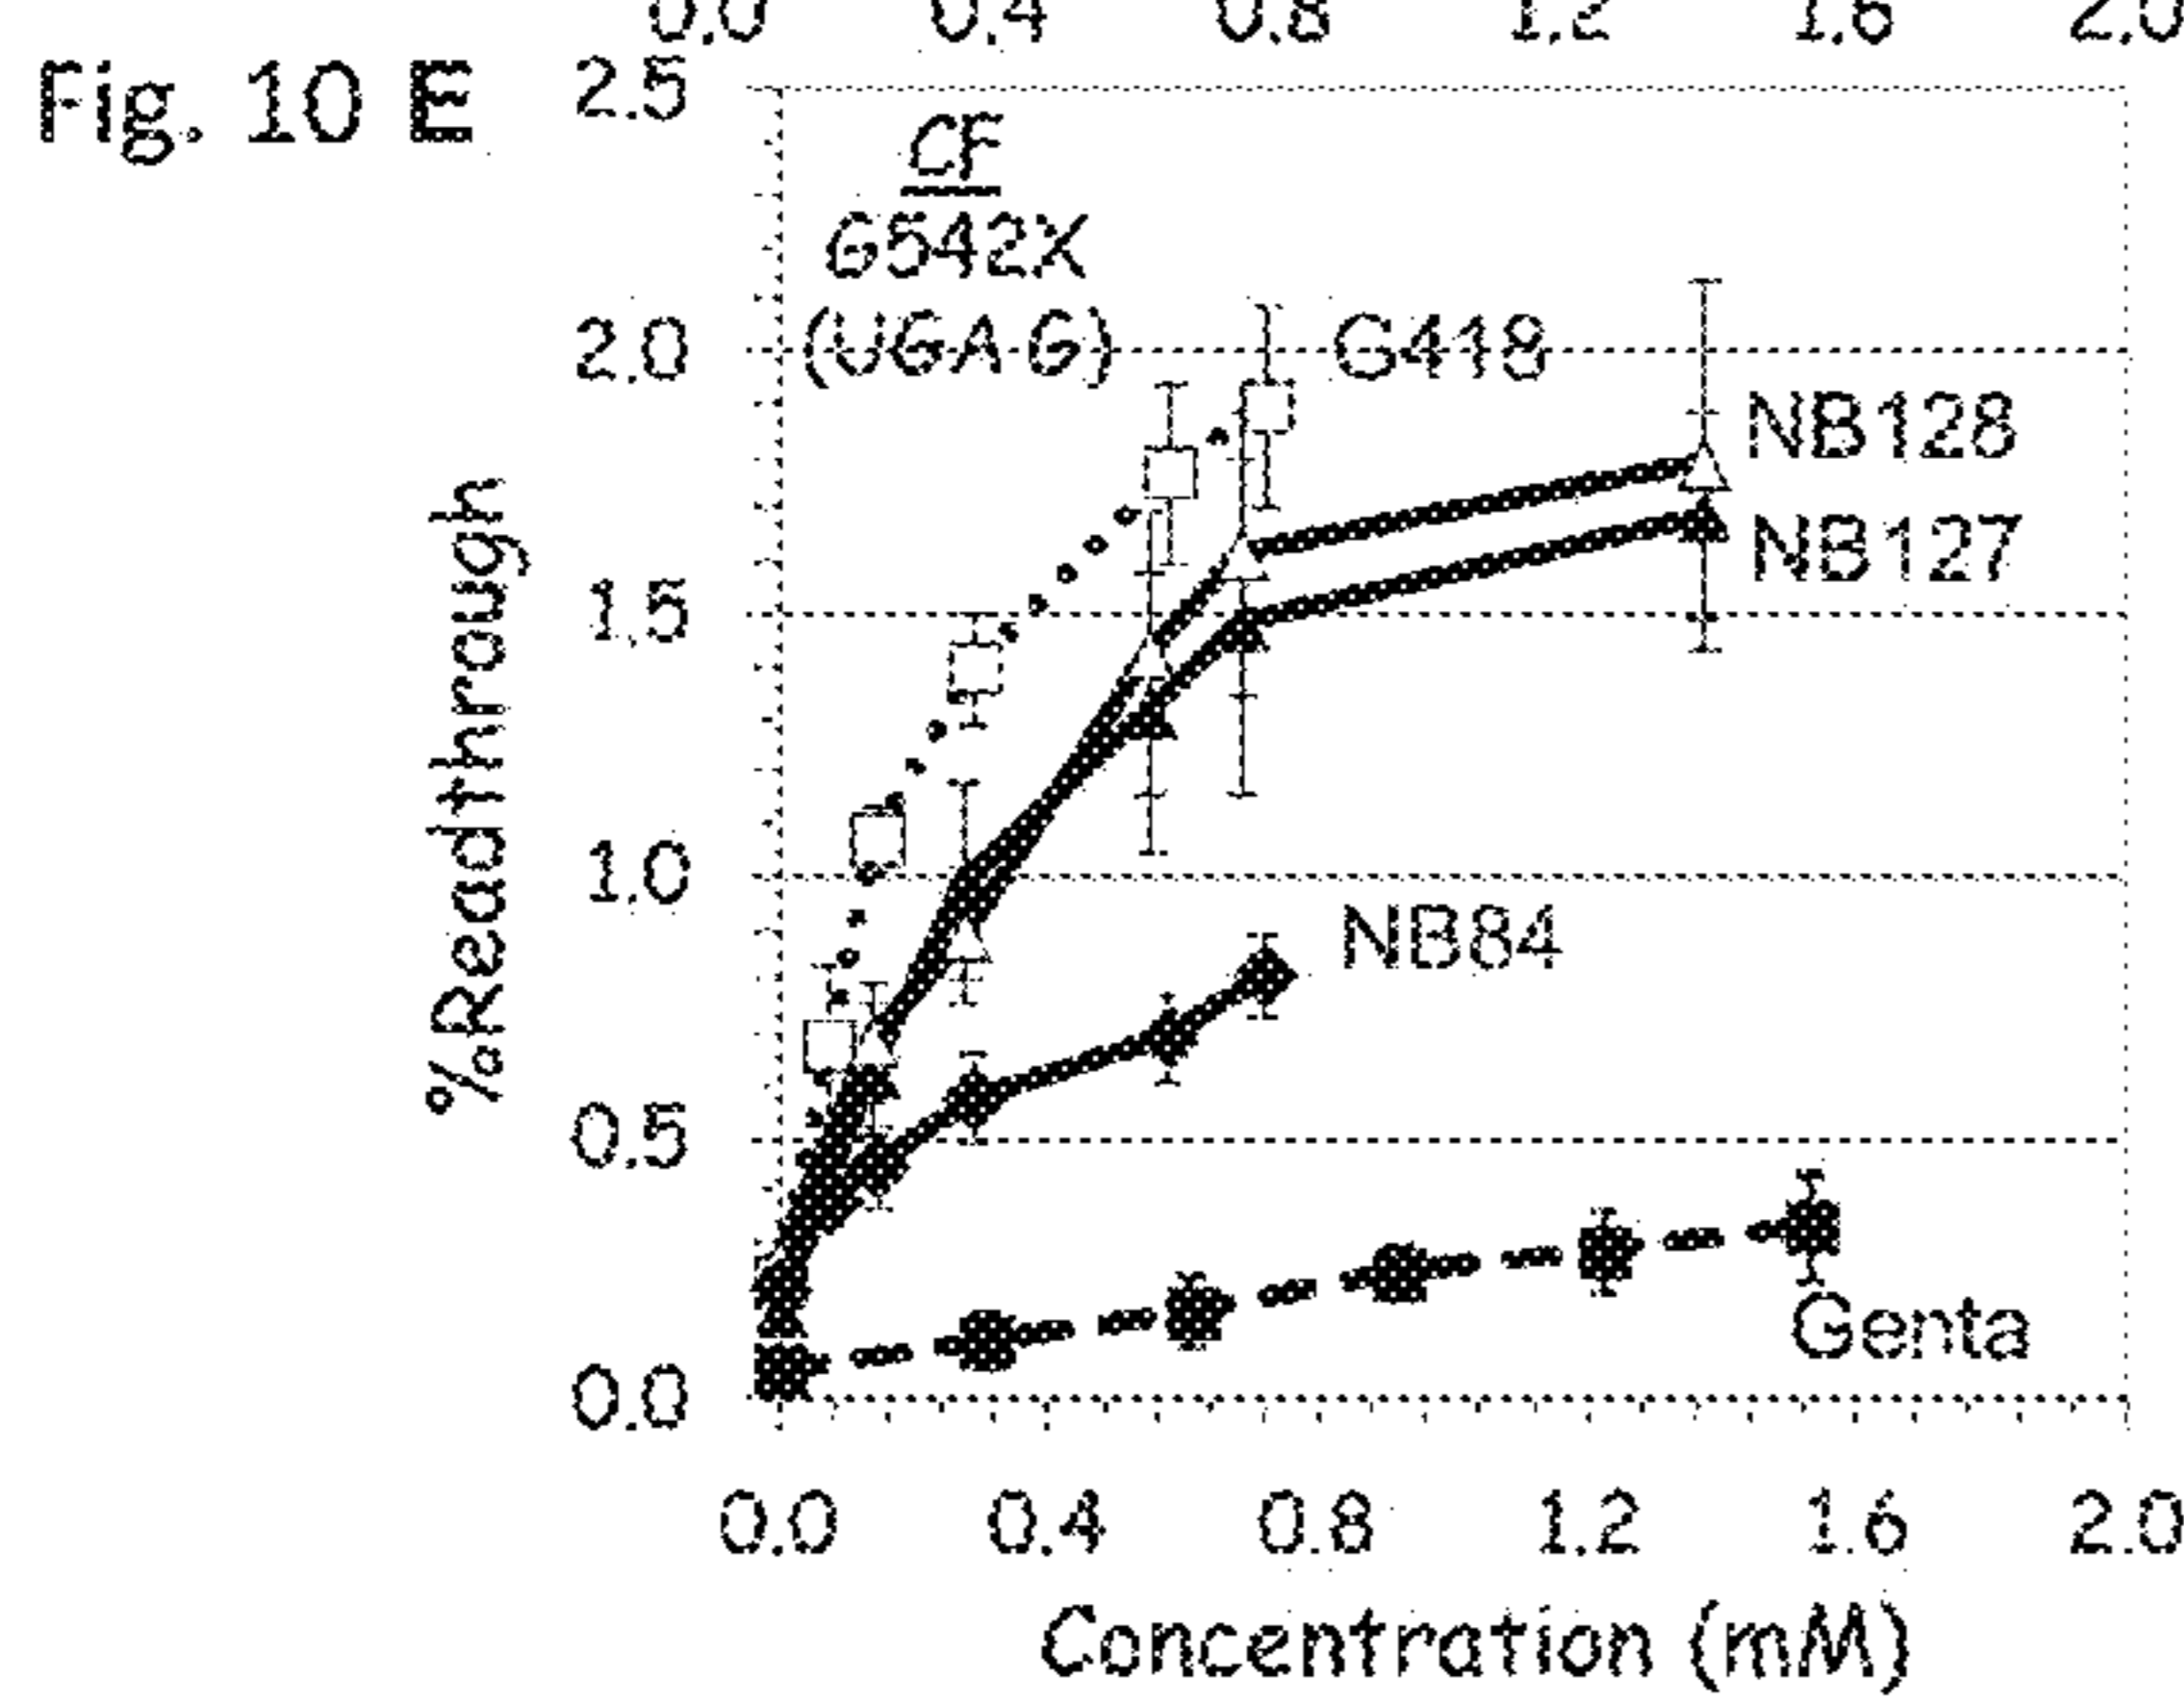 0.0 0.4 0.8 1.2 1.6 2.0
Fig. 10 E
2.5
CF
G542X
2.0
(UGA G)
G418
NB128
NB127
%Readthrough
1.5
1.0
NB84
0.5
Genta
0.0
0.0 0.4 0.8 1.2 1.6 2.0
Concentration (mM)